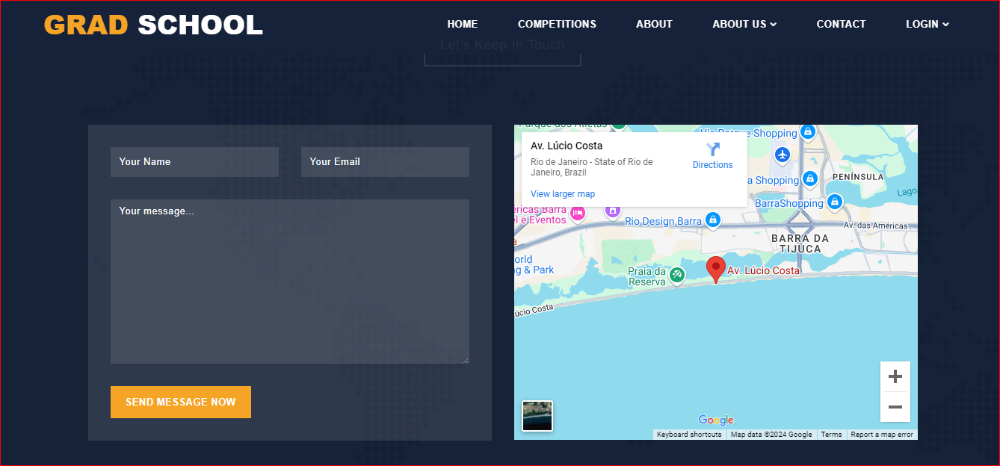 GRAD SCHOOL
HOME COMPETITIONS ABOUT ABOUT US CONTACT LOGIN
Let's Keep In Touch
Your Name
Your Email
Your message...
SEND MESSAGE NOW
Parque dos Atletas
Via Parque Shopping
Av. Lúcio Costa
Rio de Janeiro - State of Rio de
Janeiro, Brazil
Directions
View larger map
a Shopping
PENÍNSULA
Lagoa
BarraShopping
éricas Barra
el e Eventos
Rio Design Barra
Av. das Américas
BARRA DA
TIJUCA
orld
ng & Park
Praia da
Reserva
Av. Lúcio Costa
úcio Costa
Google
Keyboard shortcuts
Map data ©2024 Google
Terms
Report a map error